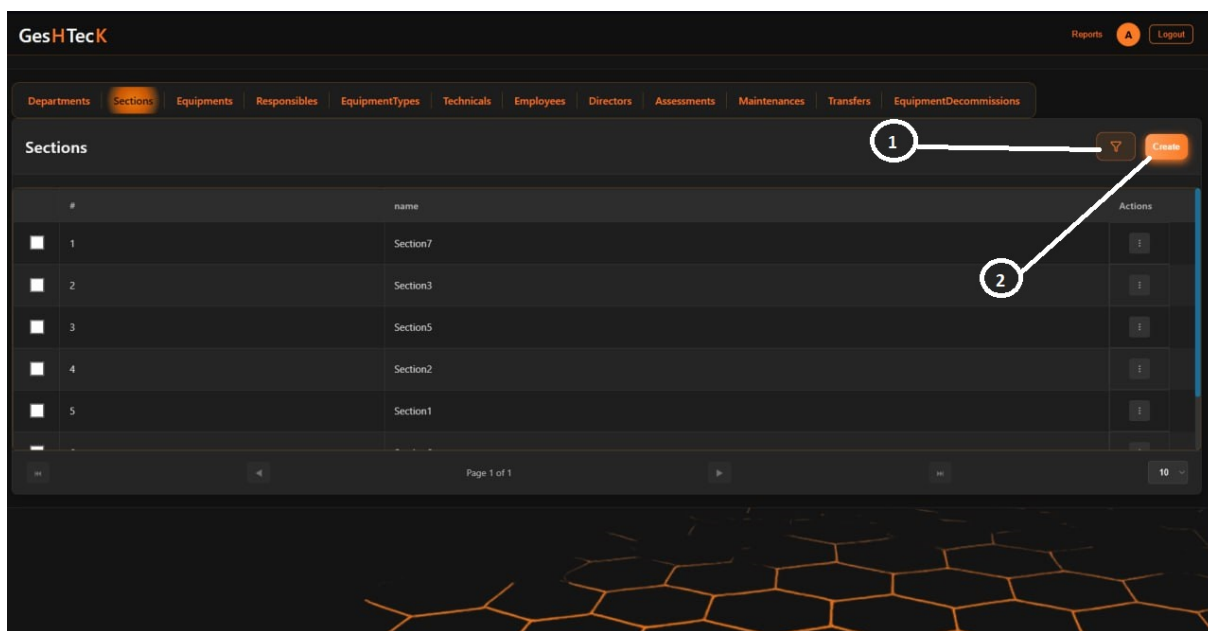 GesHTecK
Reports A Logout
Departments Sections Equipments Responsibles EquipmentTypes Technicals Employees Directors Assessments Maintenances Transfers EquipmentDecommissions
Sections
1
Create
# name Actions
1 Section7
2 Section3
2
3 Section5
4 Section2
5 Section1
Page 1 of 1
10